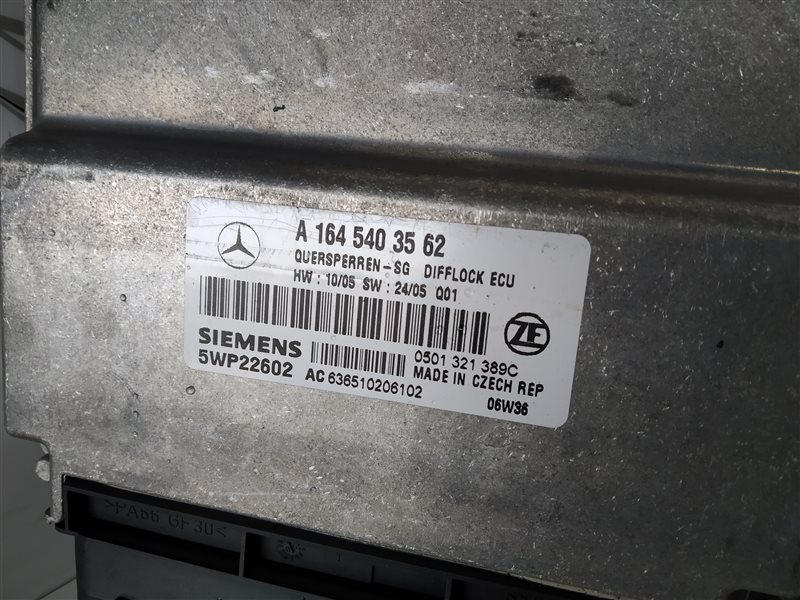 A 164 540 35 62
QUERSPERREN-SG DIFFLOCK ECU
HW : 10/05 SW : 24/05 Q01
ZF
SIEMENS
5WP22602
0501 321 389C
AC 636510206102
MADE IN CZECH REP
06W36
>PA66 GF30<